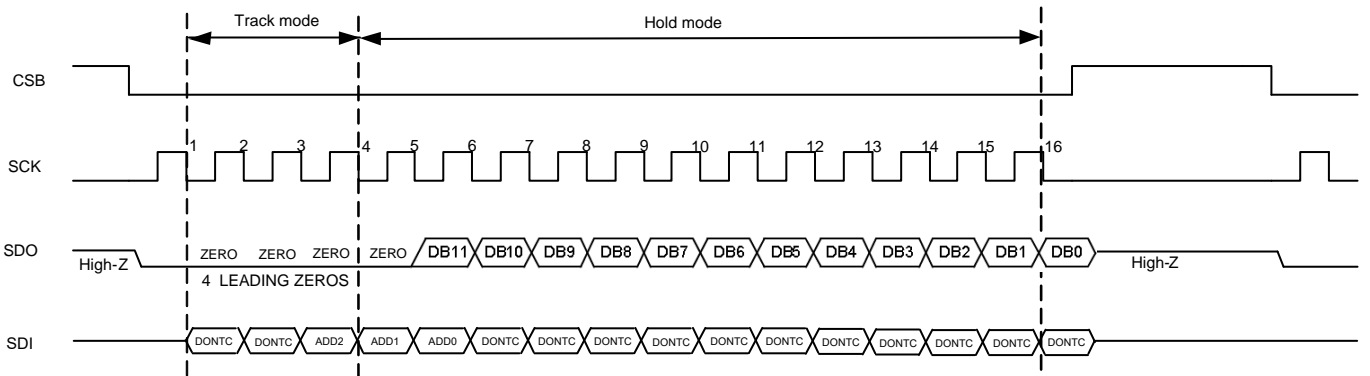 Track mode
Hold mode
CSB
SCK
1 2 3 4 5 6 7 8 9 10 11 12 13 14 15 16
SDO
High-Z
ZERO ZERO ZERO ZERO DB11 DB10 DB9 DB8 DB7 DB6 DB5 DB4 DB3 DB2 DB1 DB0
High-Z
4 LEADING ZEROS
SDI
DONTC DONTC ADD2 ADD1 ADD0 DONTC DONTC DONTC DONTC DONTC DONTC DONTC DONTC DONTC DONTC DONTC